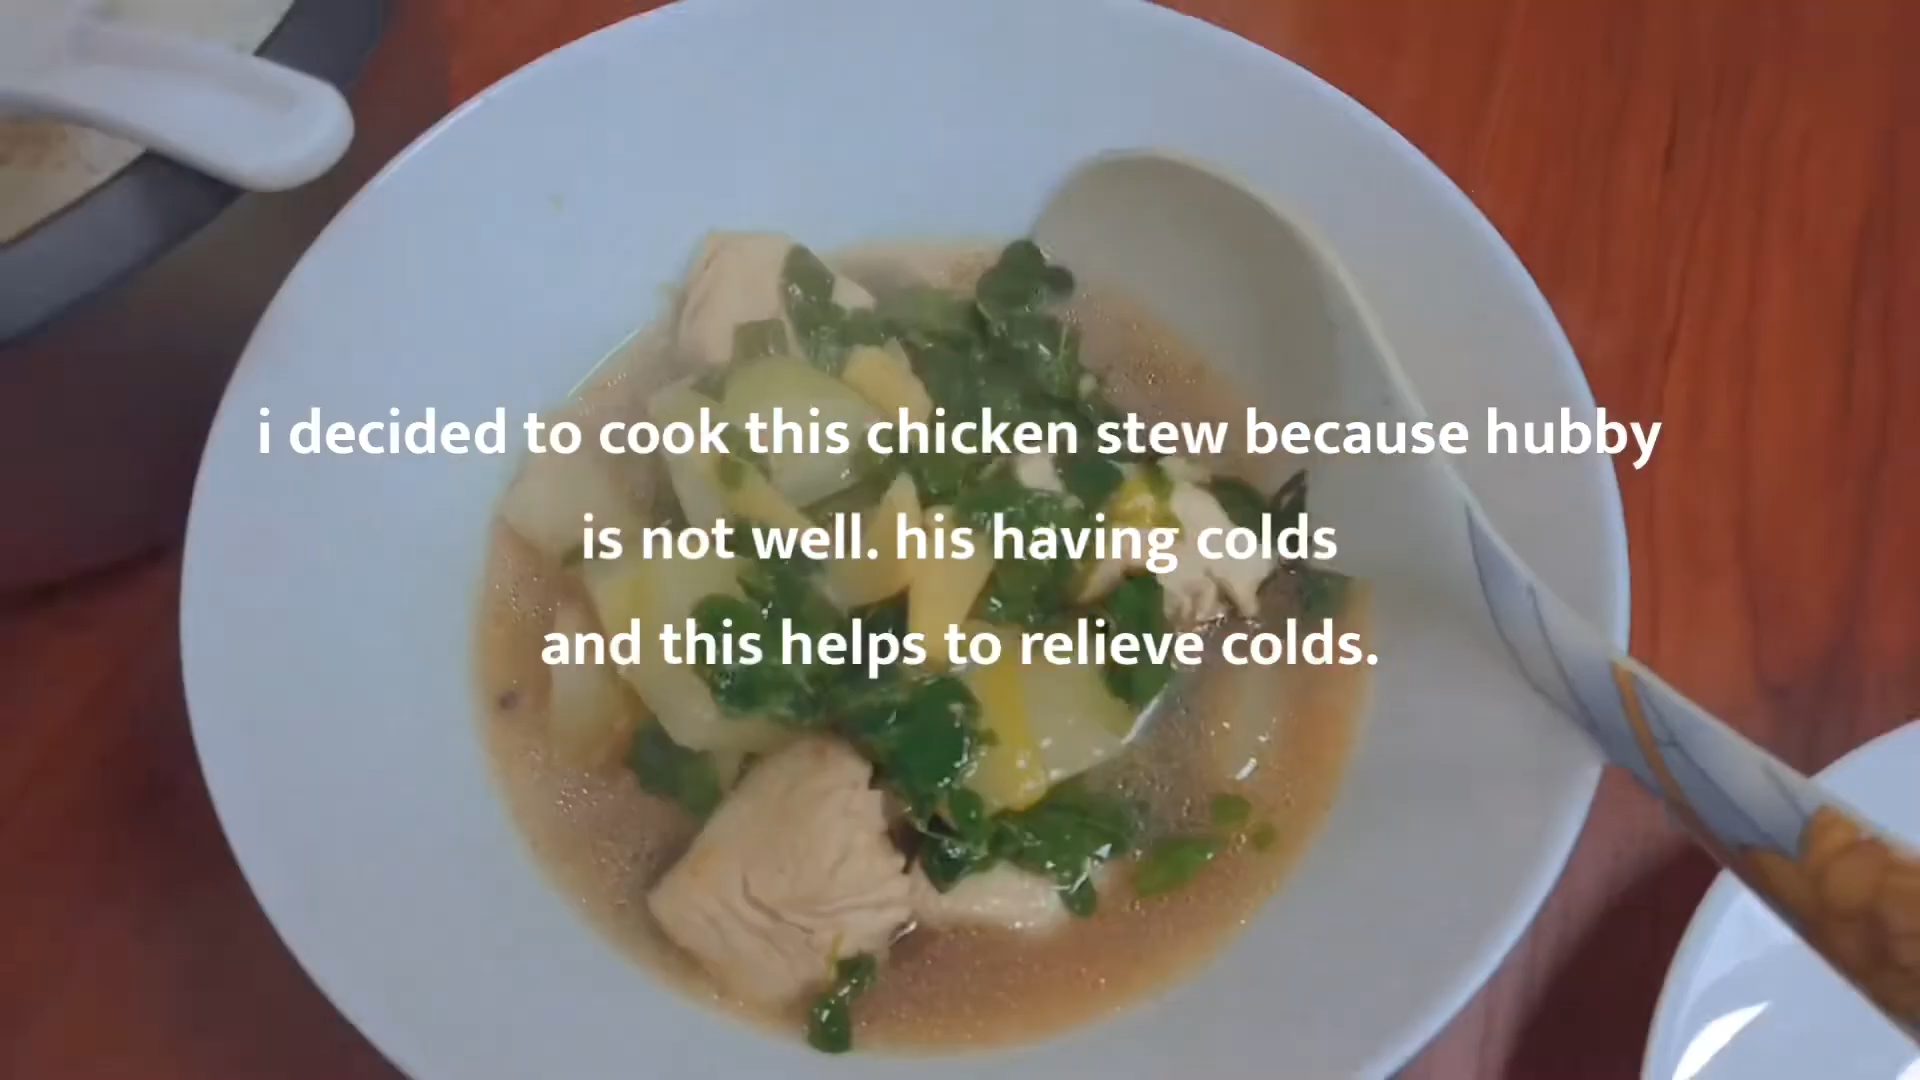 i decided to cook this chicken stew because hubby
is not well. his having colds
and this helps to relieve colds.